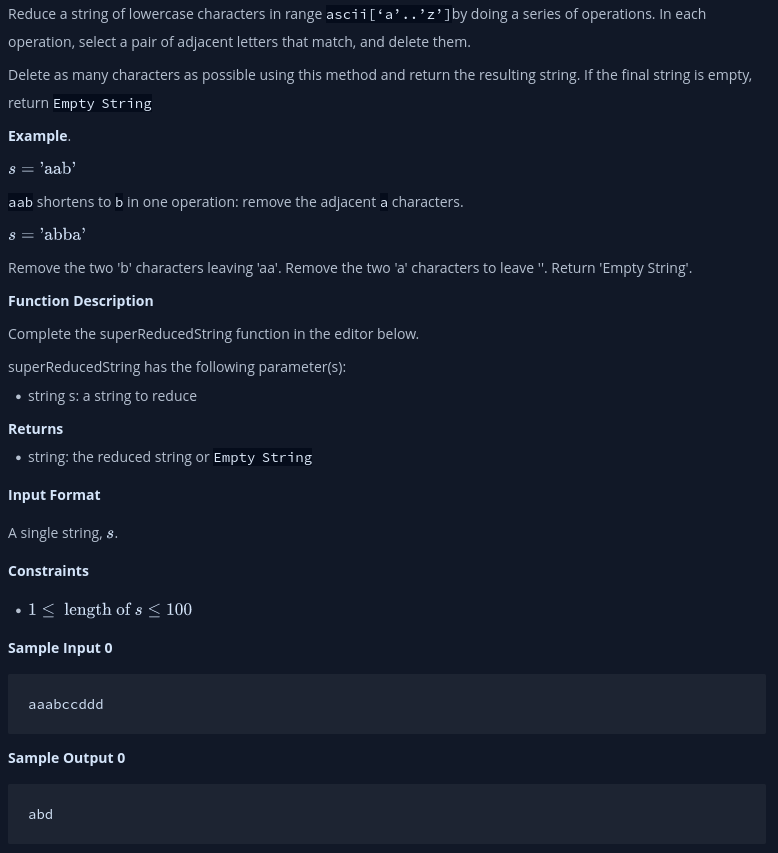 Reduce a string of lowercase characters in range ascii[‘a’..’z’]by doing a series of operations. In each
operation, select a pair of adjacent letters that match, and delete them.
Delete as many characters as possible using this method and return the resulting string. If the final string is empty,
return Empty String
Example.
s = ’aab’
aab shortens to b in one operation: remove the adjacent a characters.
s = ’abba’
Remove the two 'b' characters leaving 'aa'. Remove the two 'a' characters to leave ''. Return 'Empty String'.
Function Description
Complete the superReducedString function in the editor below.
superReducedString has the following parameter(s):
• string s: a string to reduce
Returns
• string: the reduced string or Empty String
Input Format
A single string, s.
Constraints
• 1 ≤ length of s ≤ 100
Sample Input 0
aaabccddd
Sample Output 0
abd